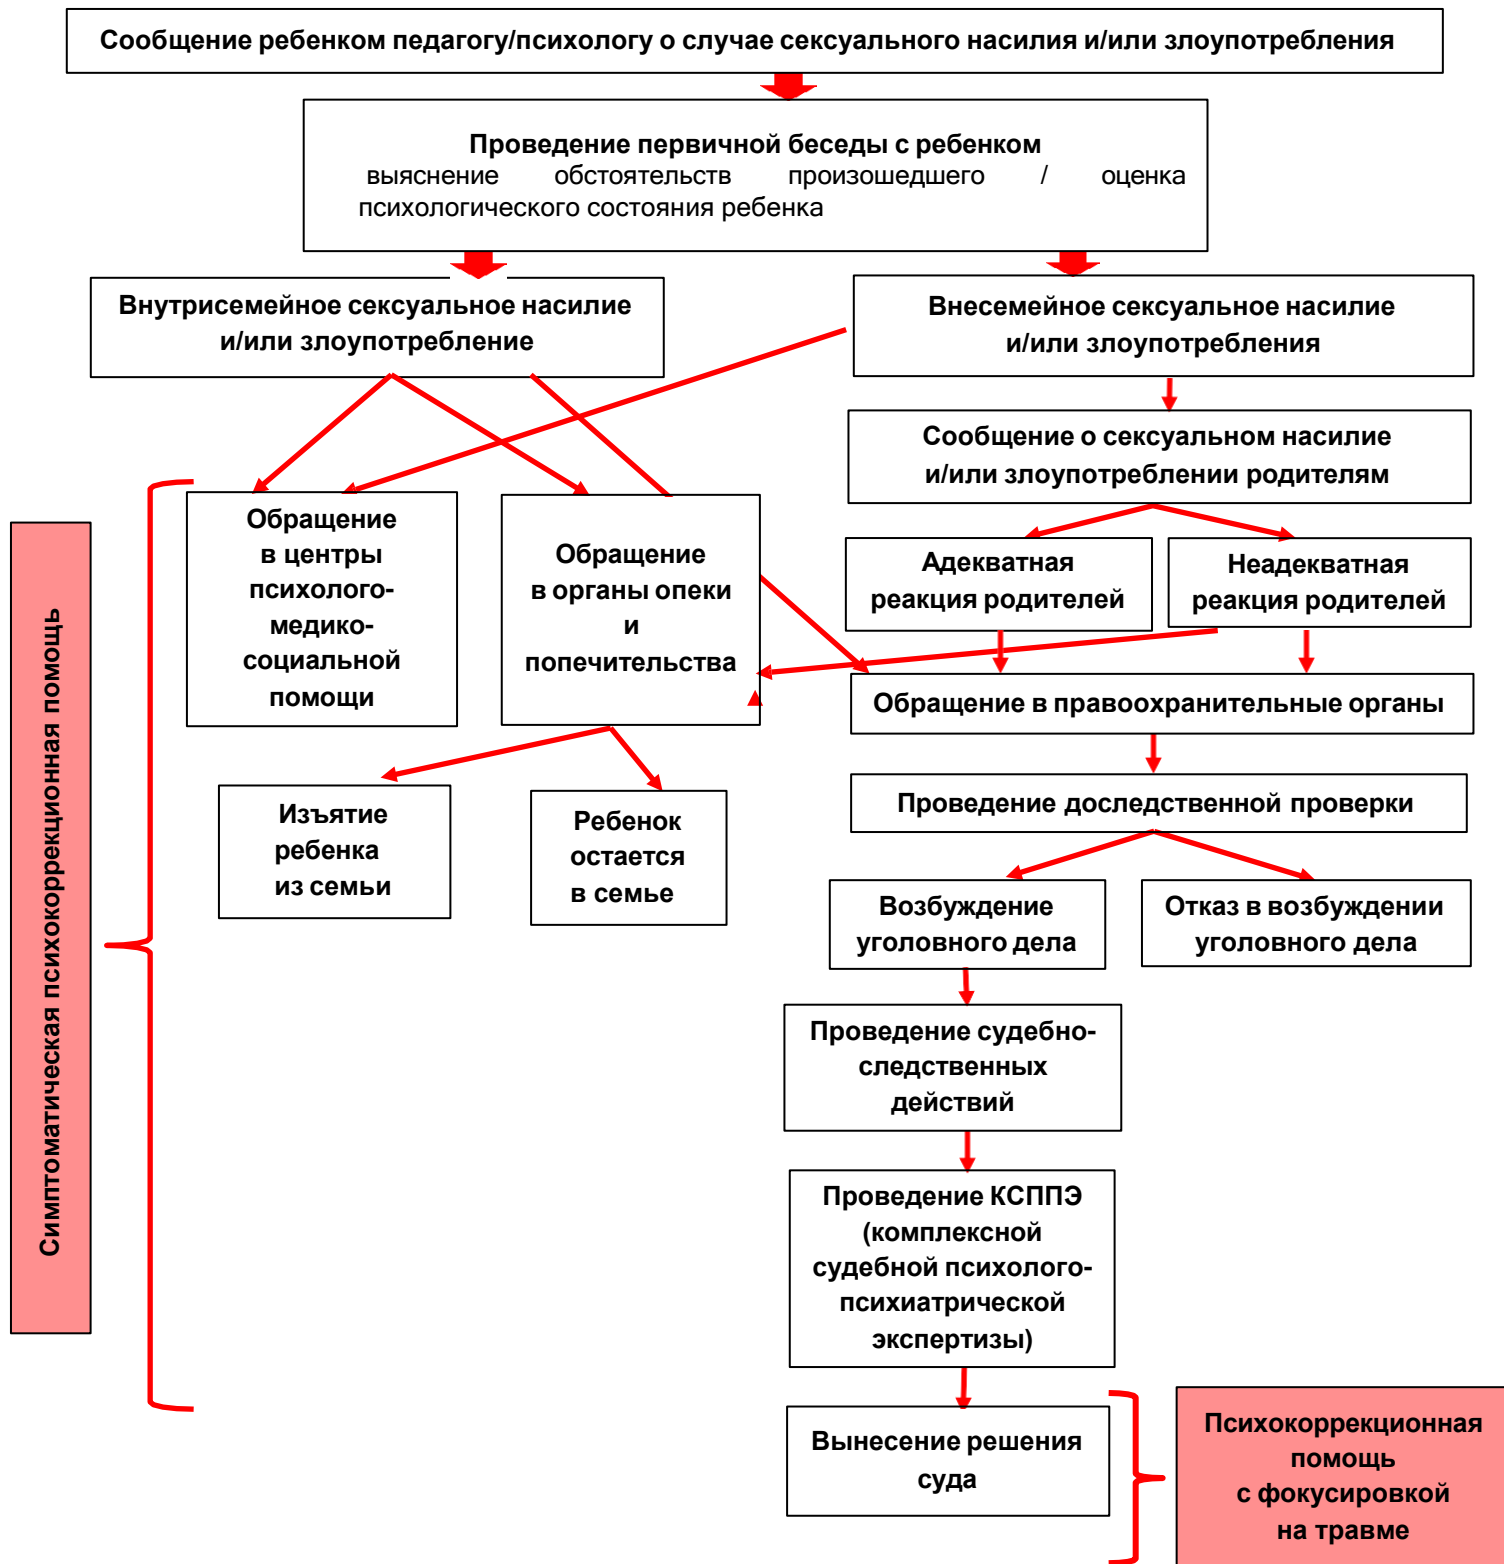 Сообщение ребенком педагогу/психологу о случае сексуального насилия и/или злоупотребления
Проведение первичной беседы с ребенком
выяснение обстоятельств произошедшего / оценка
психологического состояния ребенка
Внутрисемейное сексуальное насилие
и/или злоупотребление
Внесемейное сексуальное насилие
и/или злоупотребления
Сообщение о сексуальном насилие
и/или злоупотреблении родителям
Обращение
в центры
психолого-
медико-
социальной
помощи
Обращение
в органы опеки
и
попечительства
Адекватная
реакция родителей
Неадекватная
реакция родителей
Обращение в правоохранительные органы
Изъятие
ребенка
из семьи
Ребенок
остается
в семье
Проведение доследственной проверки
Возбуждение
уголовного дела
Отказ в возбуждении
уголовного дела
Проведение судебно-
следственных
действий
Проведение КСППЭ
(комплексной
судебной психолого-
психиатрической
экспертизы)
Вынесение решения
суда
Симптоматическая психокоррекционная помощь
Психокоррекционная
помощь
с фокусировкой
на травме